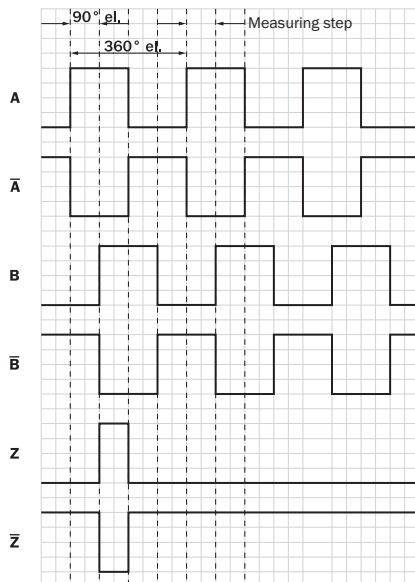 90° el.
Measuring step
360° el.
A
A̅
B
B̅
Z
Z̅